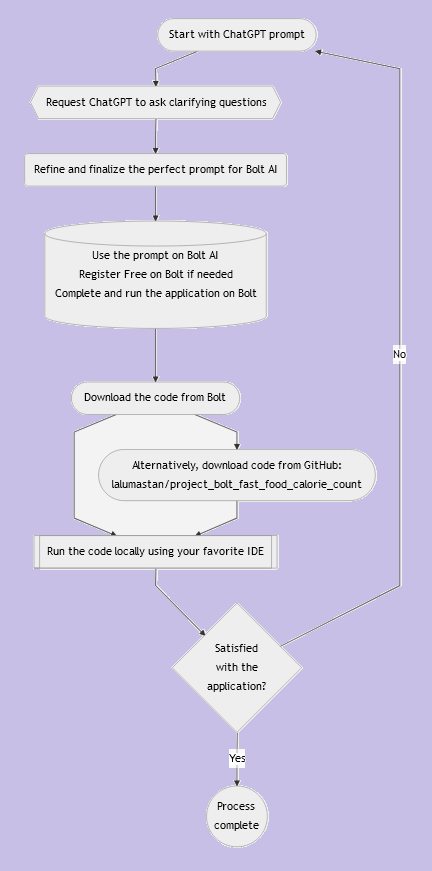 Start with ChatGPT prompt
Request ChatGPT to ask clarifying questions
Refine and finalize the perfect prompt for Bolt AI
Use the prompt on Bolt AI
Register Free on Bolt if needed
Complete and run the application on Bolt
No
Download the code from Bolt
Alternatively, download code from GitHub:
lalumastan/project_bolt_fast_food_calorie_count
Run the code locally using your favorite IDE
Satisfied
with the
application?
Yes
Process
complete